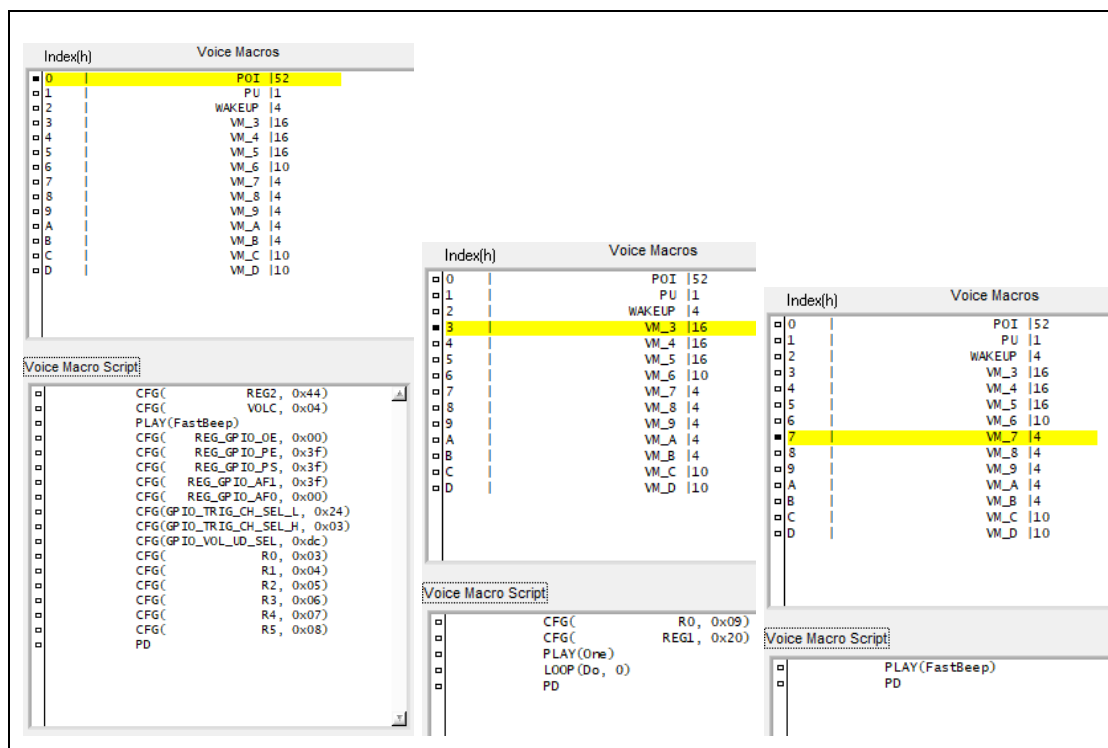 Index(h) Voice Macros
0 | POI |52
1 | PU |1
2 | WAKEUP |4
3 | VM_3 |16
4 | VM_4 |16
5 | VM_5 |16
6 | VM_6 |10
7 | VM_7 |4
8 | VM_8 |4
9 | VM_9 |4
A | VM_A |4
B | VM_B |4
C | VM_C |10
D | VM_D |10
Voice Macro Script
CFG( REG2, 0x44)
CFG( VOLC, 0x04)
PLAY(FastBeep)
CFG( REG_GPIO_OE, 0x00)
CFG( REG_GPIO_PE, 0x3f)
CFG( REG_GPIO_PS, 0x3f)
CFG( REG_GPIO_AF1, 0x3f)
CFG( REG_GPIO_AF0, 0x00)
CFG(GPIO_TRIG_CH_SEL_L, 0x24)
CFG(GPIO_TRIG_CH_SEL_H, 0x03)
CFG(GPIO_VOL_UD_SEL, 0xdc)
CFG( R0, 0x03)
CFG( R1, 0x04)
CFG( R2, 0x05)
CFG( R3, 0x06)
CFG( R4, 0x07)
CFG( R5, 0x08)
PD
Index(h) Voice Macros
0 | POI |52
1 | PU |1
2 | WAKEUP |4
3 | VM_3 |16
4 | VM_4 |16
5 | VM_5 |16
6 | VM_6 |10
7 | VM_7 |4
8 | VM_8 |4
9 | VM_9 |4
A | VM_A |4
B | VM_B |4
C | VM_C |10
D | VM_D |10
Voice Macro Script
CFG( R0, 0x09)
CFG( REG1, 0x20)
PLAY(One)
LOOP(Do, 0)
PD
Index(h) Voice Macros
0 | POI |52
1 | PU |1
2 | WAKEUP |4
3 | VM_3 |16
4 | VM_4 |16
5 | VM_5 |16
6 | VM_6 |10
7 | VM_7 |4
8 | VM_8 |4
9 | VM_9 |4
A | VM_A |4
B | VM_B |4
C | VM_C |10
D | VM_D |10
Voice Macro Script
PLAY(FastBeep)
PD